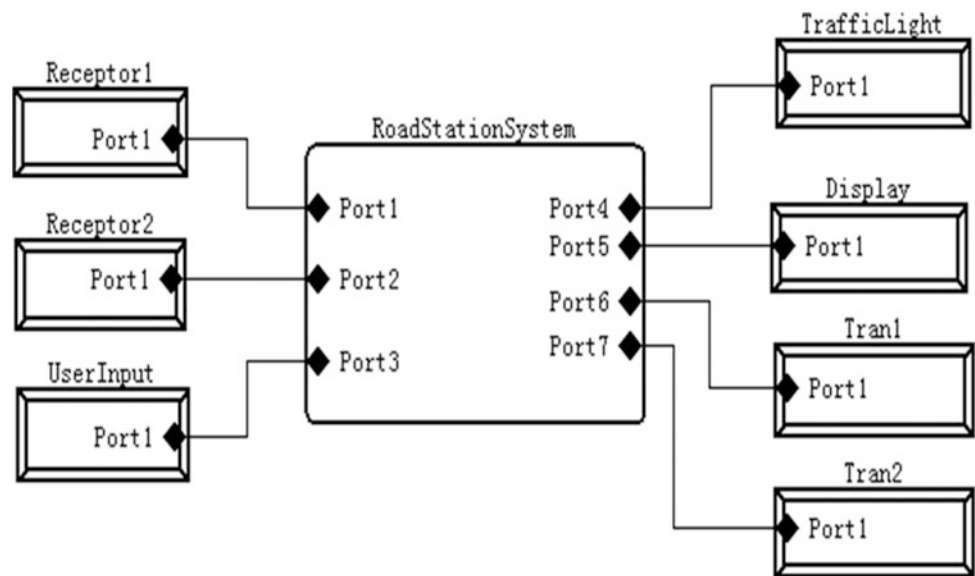 Receptor1
Port1
Receptor2
Port1
UserInput
Port1
RoadStationSystem
Port1
Port2
Port3
Port4
Port5
Port6
Port7
TrafficLight
Port1
Display
Port1
Tran1
Port1
Tran2
Port1